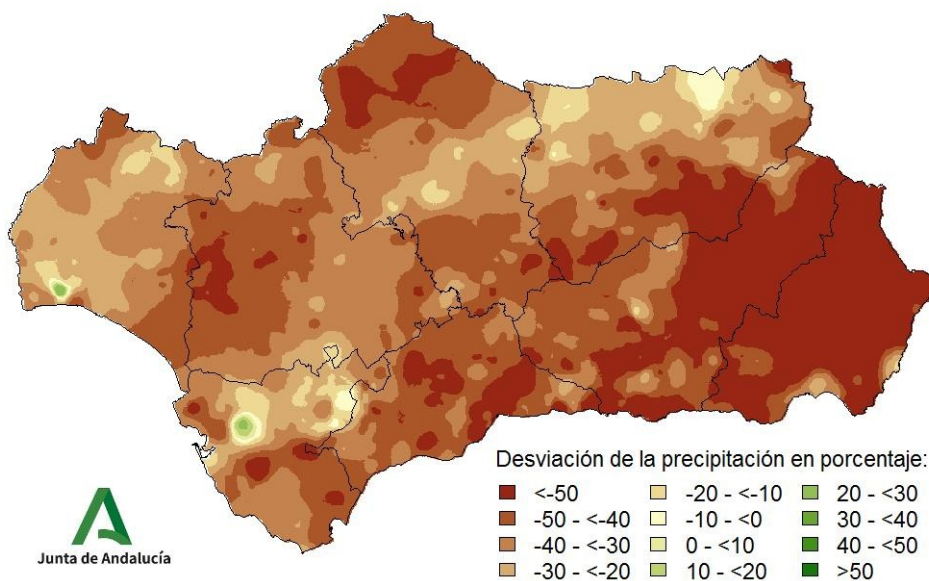 Desviación de la precipitación en porcentaje:
<-50 -20 - <-10 20 - <30
-50 - <-40 -10 - <0 30 - <40
-40 - <-30 0 - <10 40 - <50
-30 - <-20 10 - <20 >50
Junta de Andalucía